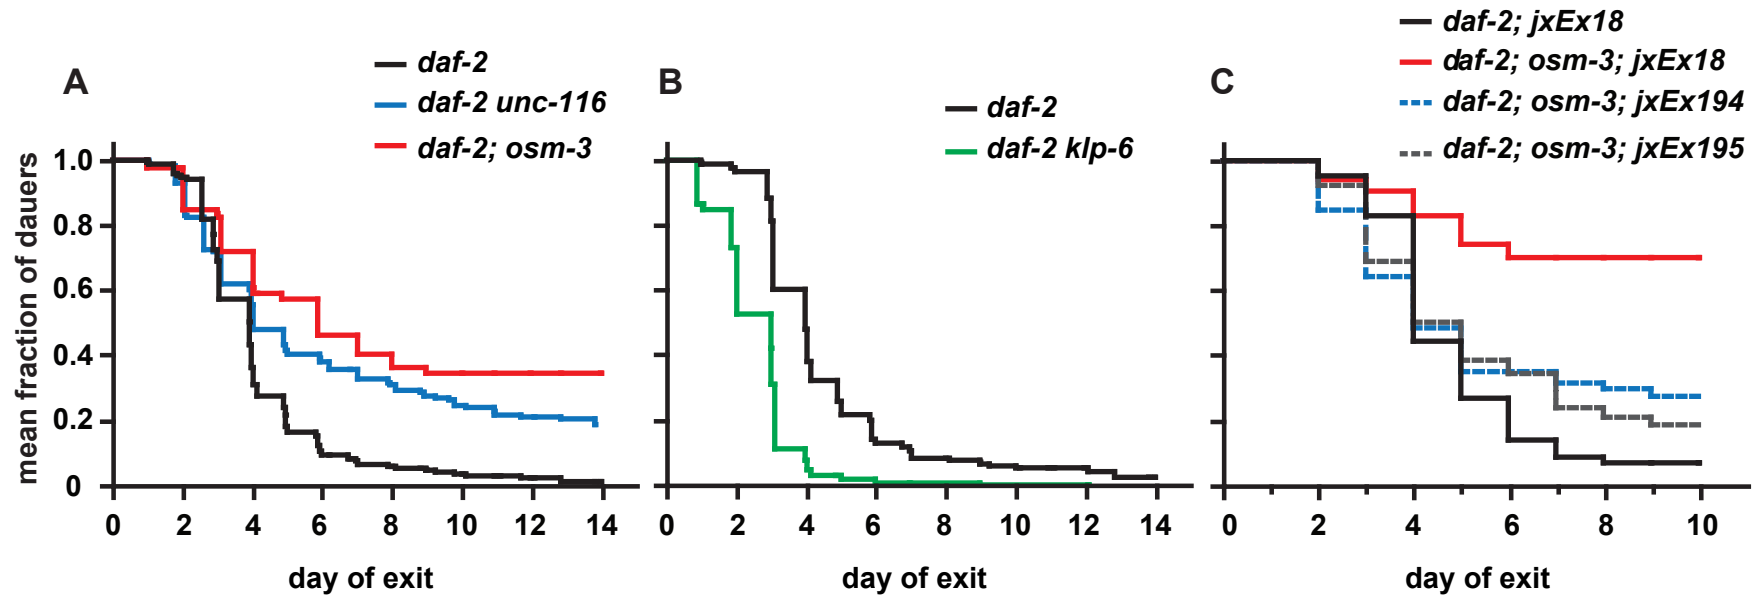 A
daf-2
daf-2 unc-116
daf-2; osm-3
mean fraction of dauers
1.0
0.8
0.6
0.4
0.2
0
0 2 4 6 8 10 12 14
day of exit
B
daf-2
daf-2 klp-6
0 2 4 6 8 10 12 14
day of exit
C
daf-2; jxEx18
daf-2; osm-3; jxEx18
daf-2; osm-3; jxEx194
daf-2; osm-3; jxEx195
0 2 4 6 8 10
day of exit